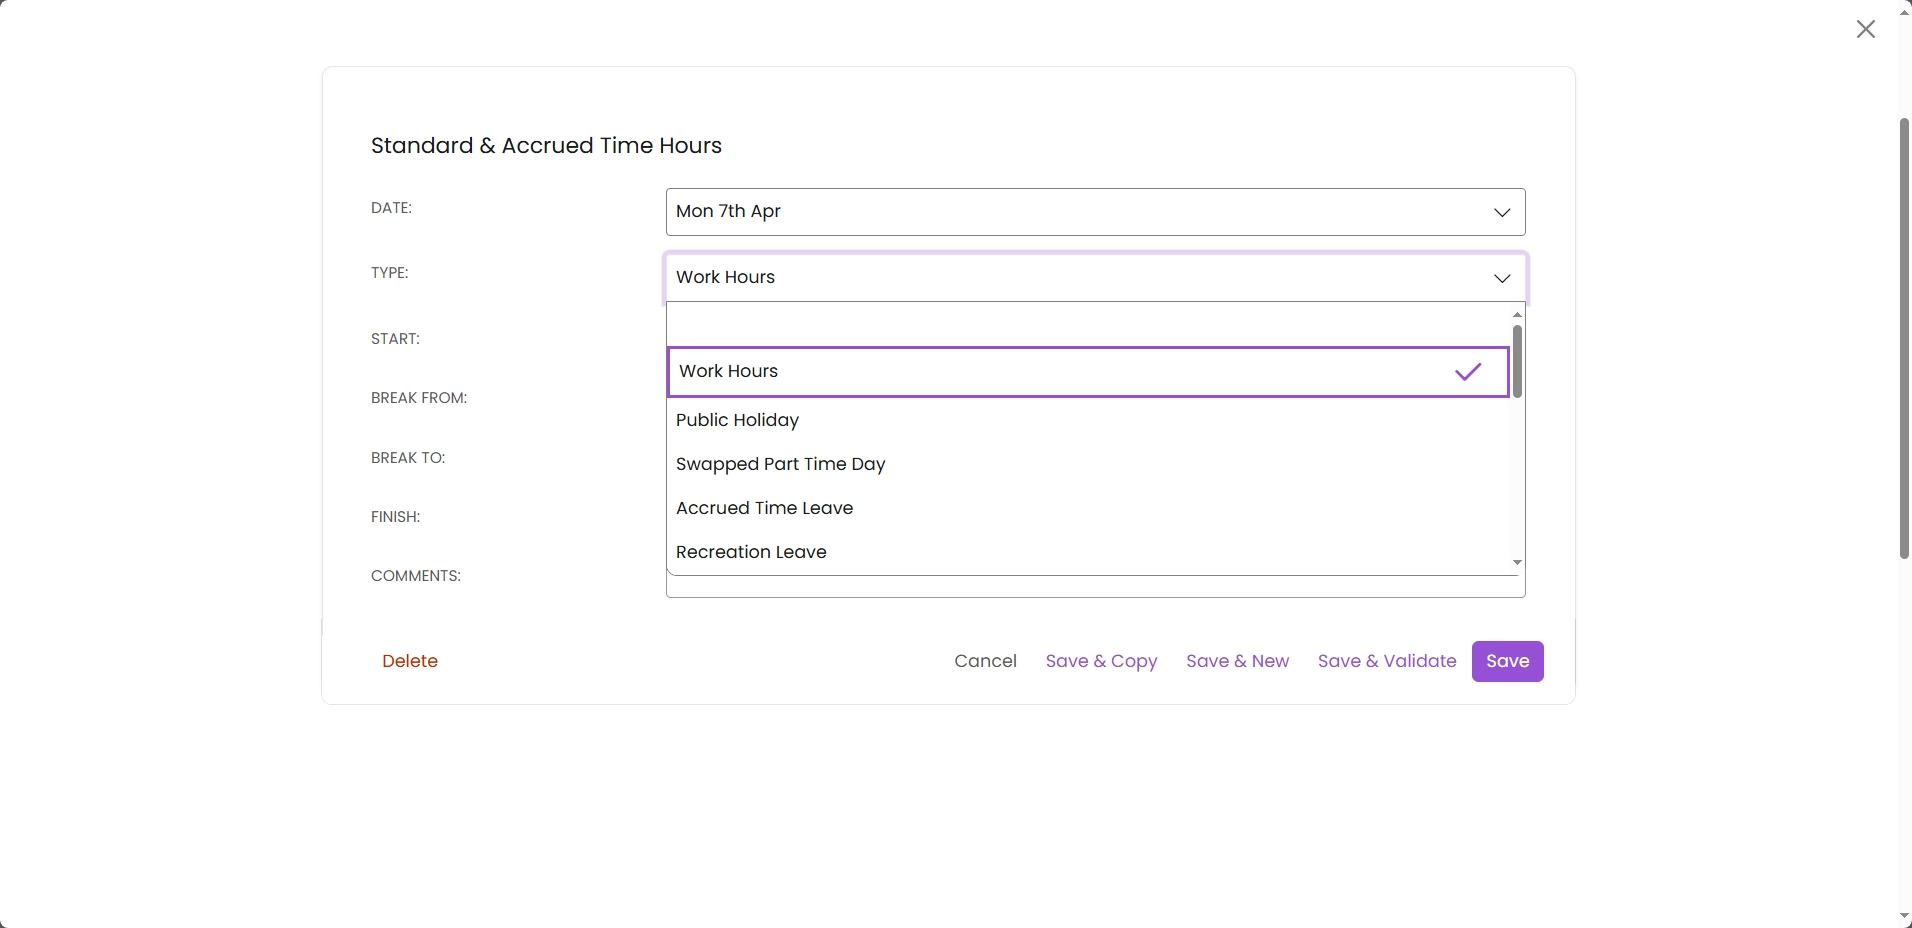 Standard & Accrued Time Hours
DATE:
Mon 7th Apr
TYPE:
Work Hours
START:
Work Hours
BREAK FROM:
Public Holiday
BREAK TO:
Swapped Part Time Day
FINISH:
Accrued Time Leave
Recreation Leave
COMMENTS:
Delete
Cancel
Save & Copy
Save & New
Save & Validate
Save